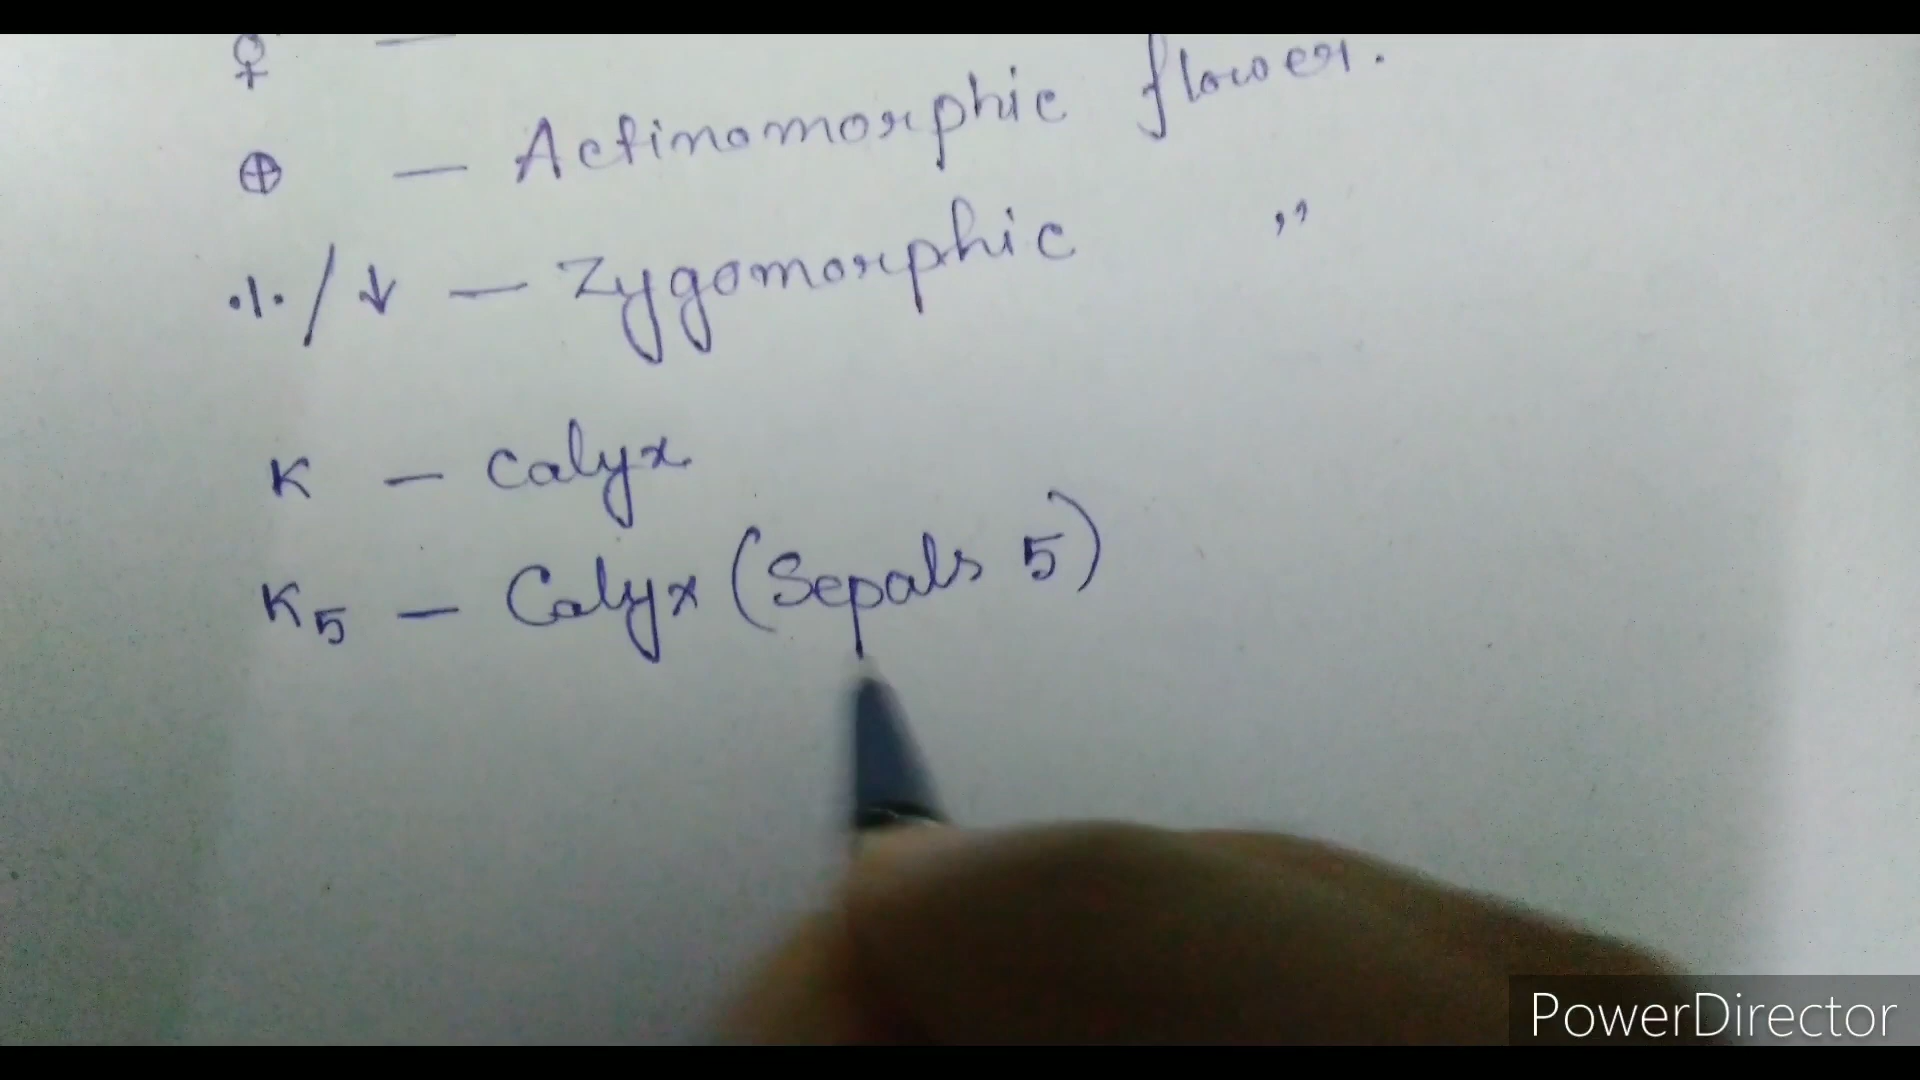 ♀ —
⊕ — Actinomorphic flower.
·/· / ↓ — Zygomorphic ,,
K — Calyx
K5 — Calyx (Sepals 5)
PowerDirector